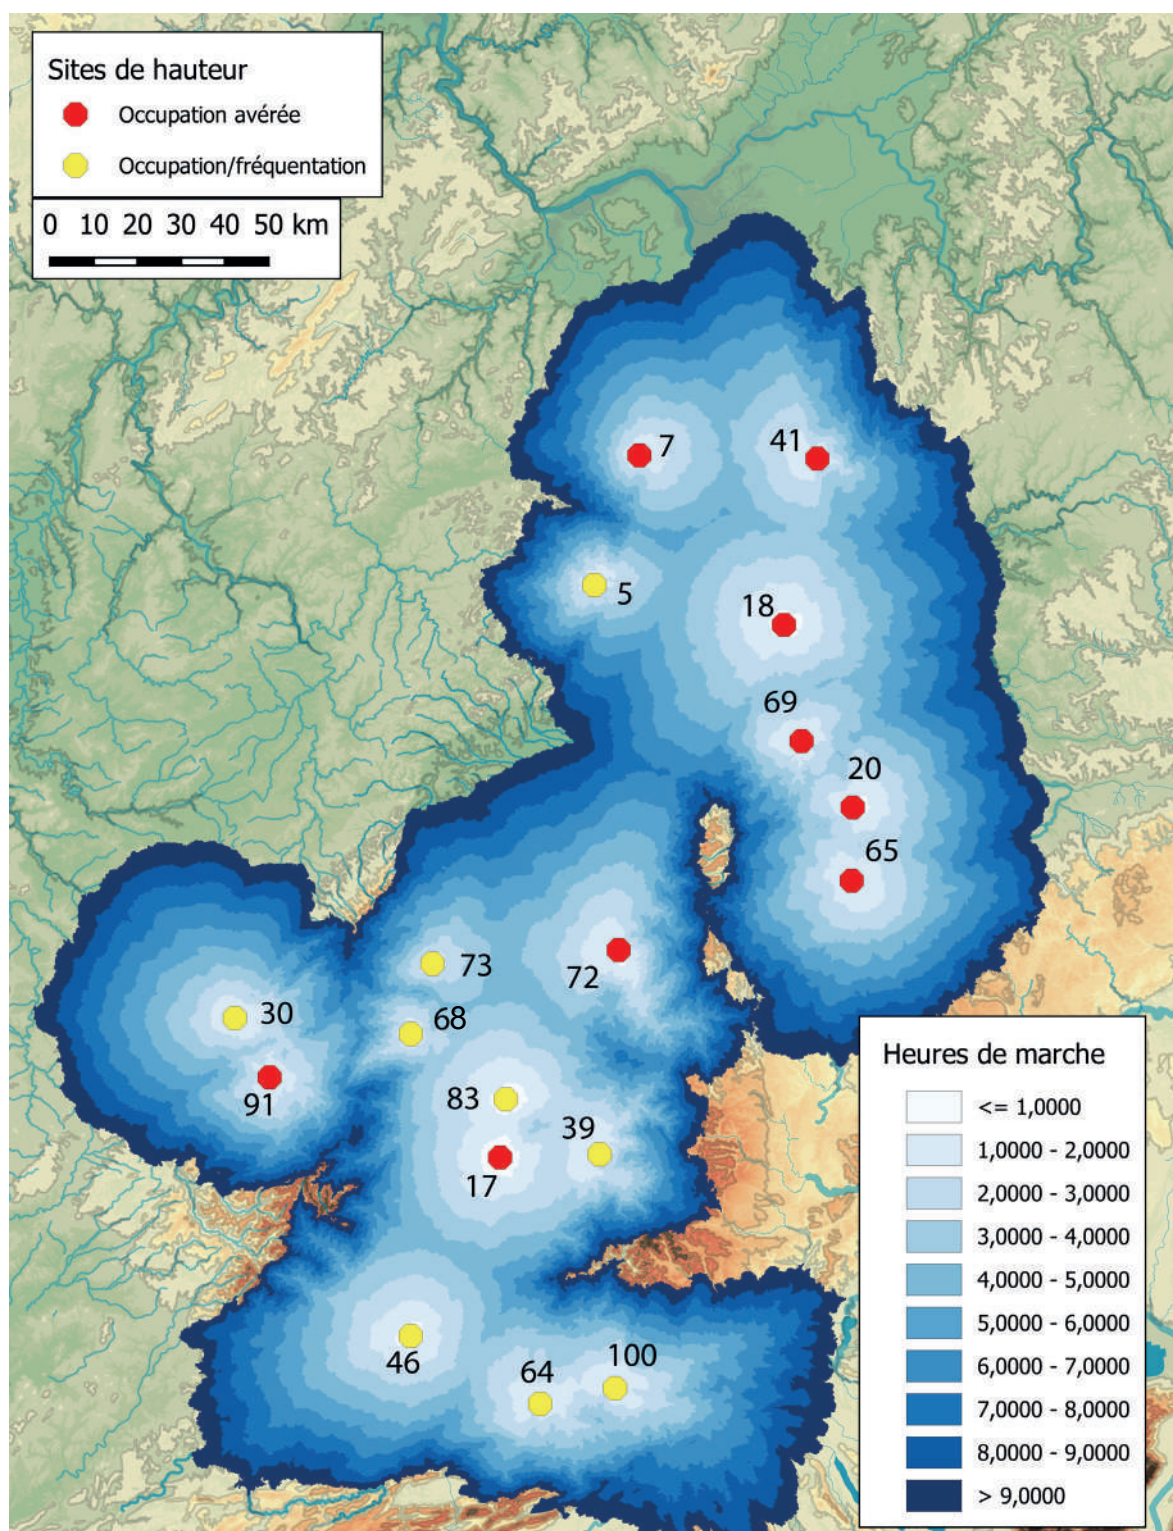 Sites de hauteur
Occupation avérée
Occupation/fréquentation
0 10 20 30 40 50 km
7
41
5
18
69
20
65
73
72
30
68
91
83
39
17
46
64
100
Heures de marche
<= 1,0000
1,0000 - 2,0000
2,0000 - 3,0000
3,0000 - 4,0000
4,0000 - 5,0000
5,0000 - 6,0000
6,0000 - 7,0000
7,0000 - 8,0000
8,0000 - 9,0000
> 9,0000